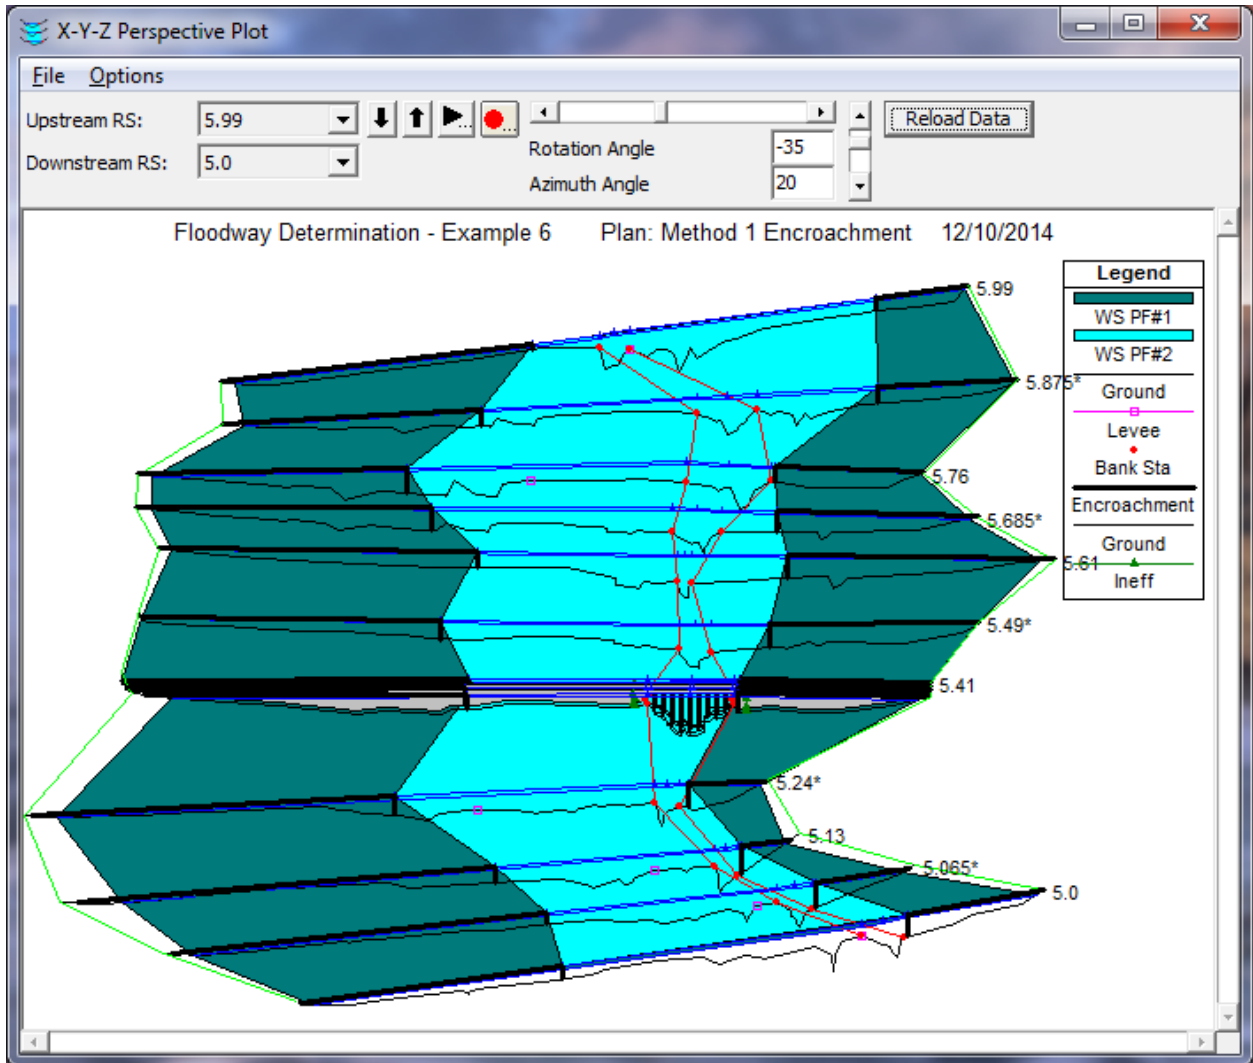 X-Y-Z Perspective Plot
File Options
Upstream RS: 5.99
Downstream RS: 5.0
Rotation Angle -35
Azimuth Angle 20
Reload Data
Floodway Determination - Example 6 Plan: Method 1 Encroachment 12/10/2014
Legend
WS PF#1
WS PF#2
Ground
Levee
Bank Sta
Encroachment
Ground
Ineff
5.99
5.875*
5.76
5.685*
5.61
5.49*
5.41
5.24*
5.13
5.065*
5.0